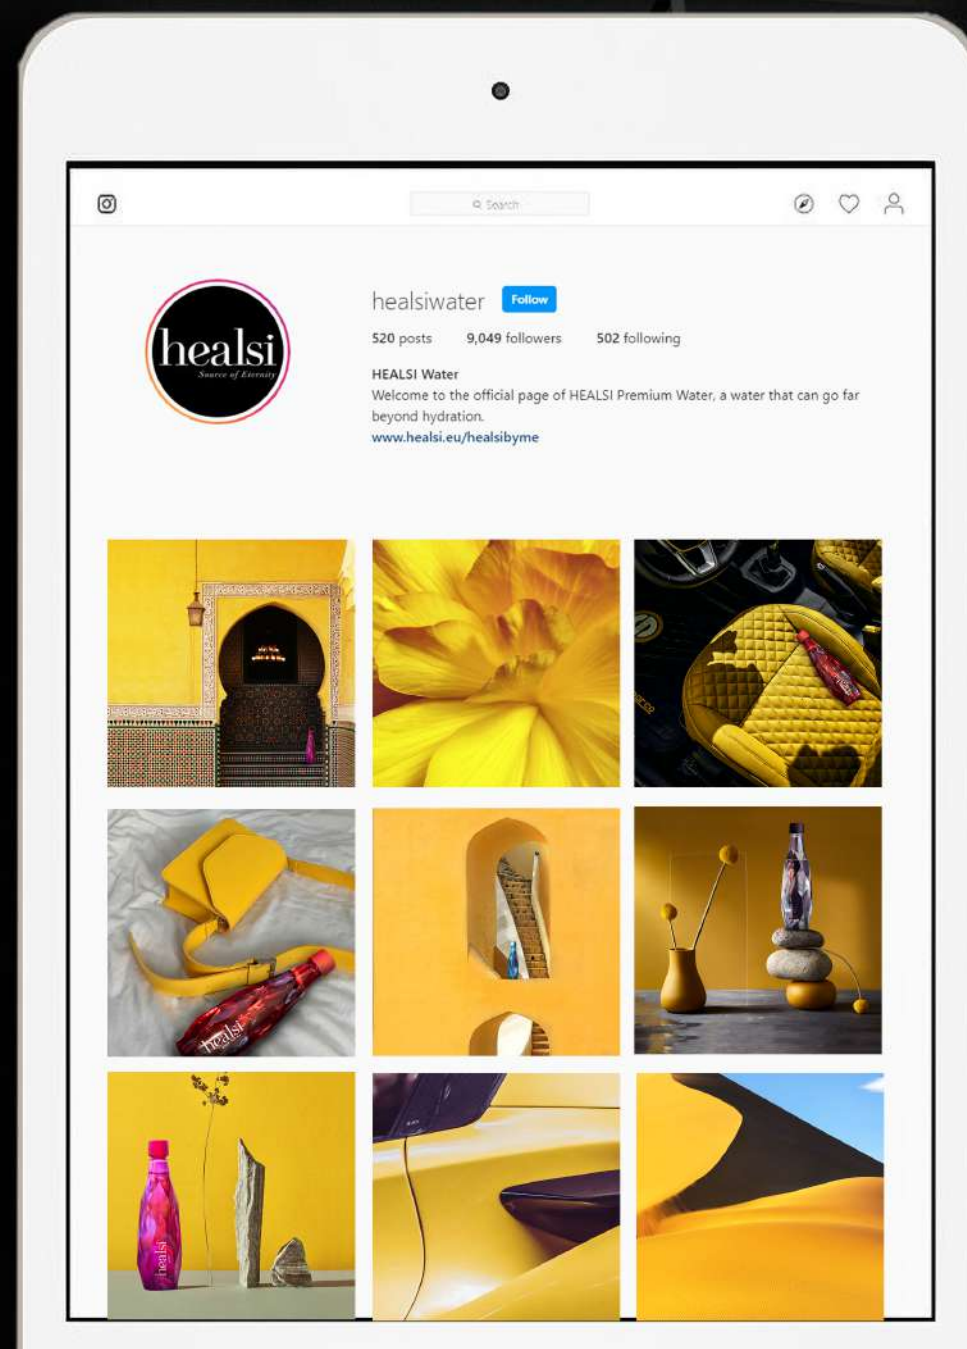 Search
healsi
Source of Eternity
healsiwater Follow
520 posts 9,049 followers 502 following
HEALSI Water
Welcome to the official page of HEALSI Premium Water, a water that can go far
beyond hydration.
www.healsi.eu/healsibyme
healsi
healsi